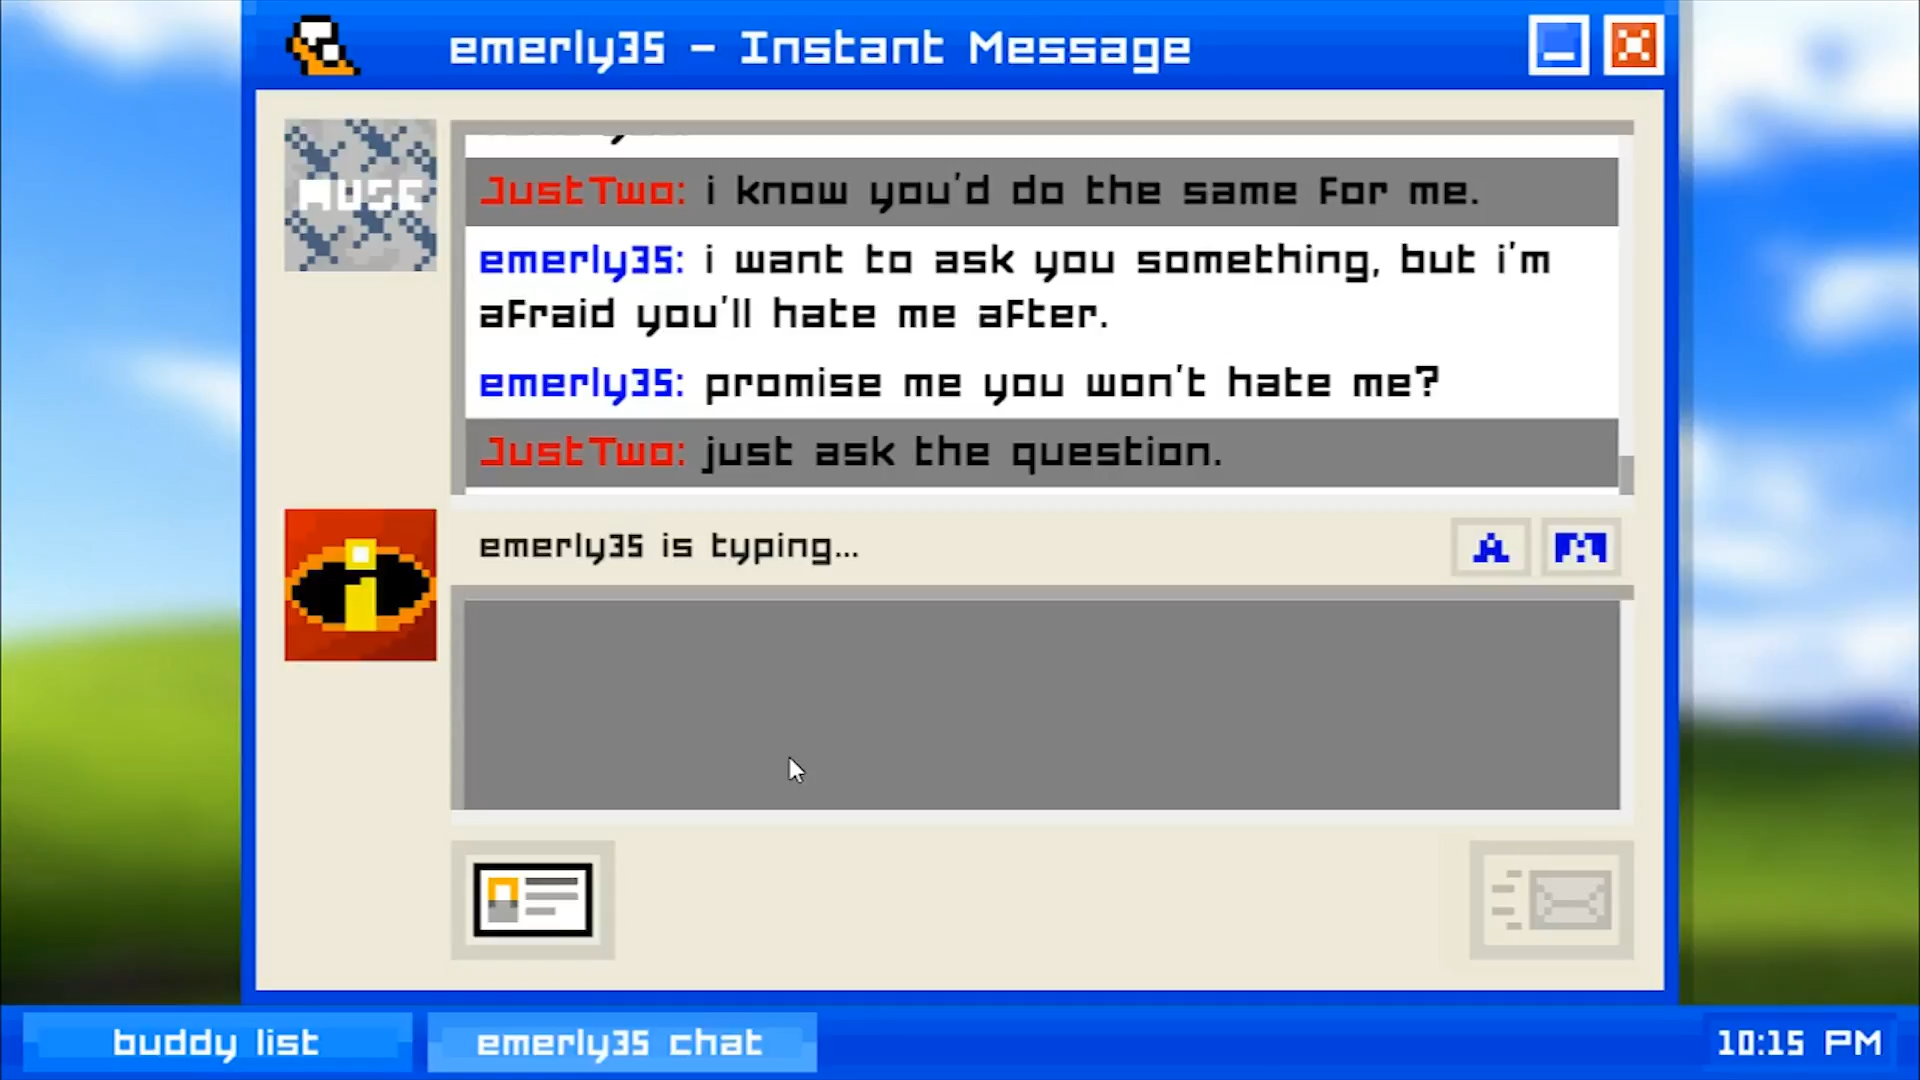 emerly35 - Instant Message
MUSE
JustTwo: i know you'd do the same for me.
emerly35: i want to ask you something, but i'm
afraid you'll hate me after.
emerly35: promise me you won't hate me?
JustTwo: just ask the question.
i
emerly35 is typing...
A
buddy list
emerly35 chat
10:15 PM